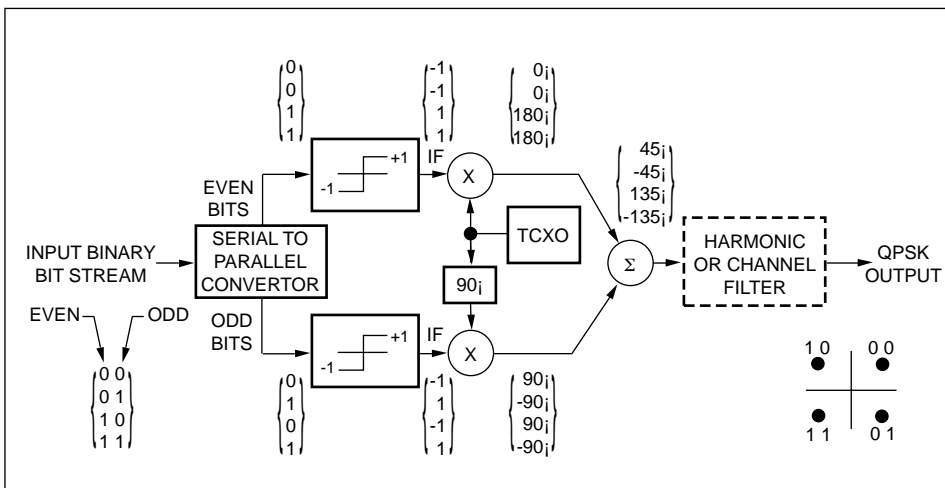 0
0
1
1
-1
-1
1
1
0¡
0¡
180¡
180¡
+1
-1
IF
X
45¡
-45¡
135¡
-135¡
EVEN
BITS
INPUT BINARY
BIT STREAM
SERIAL TO
PARALLEL
CONVERTOR
TCXO
90¡
Σ
HARMONIC
OR CHANNEL
FILTER
QPSK
OUTPUT
EVEN
ODD
ODD
BITS
+1
-1
IF
X
0 0
0 1
1 0
1 1
0
1
0
1
-1
1
-1
1
90¡
-90¡
90¡
-90¡
1 0
0 0
1 1
0 1